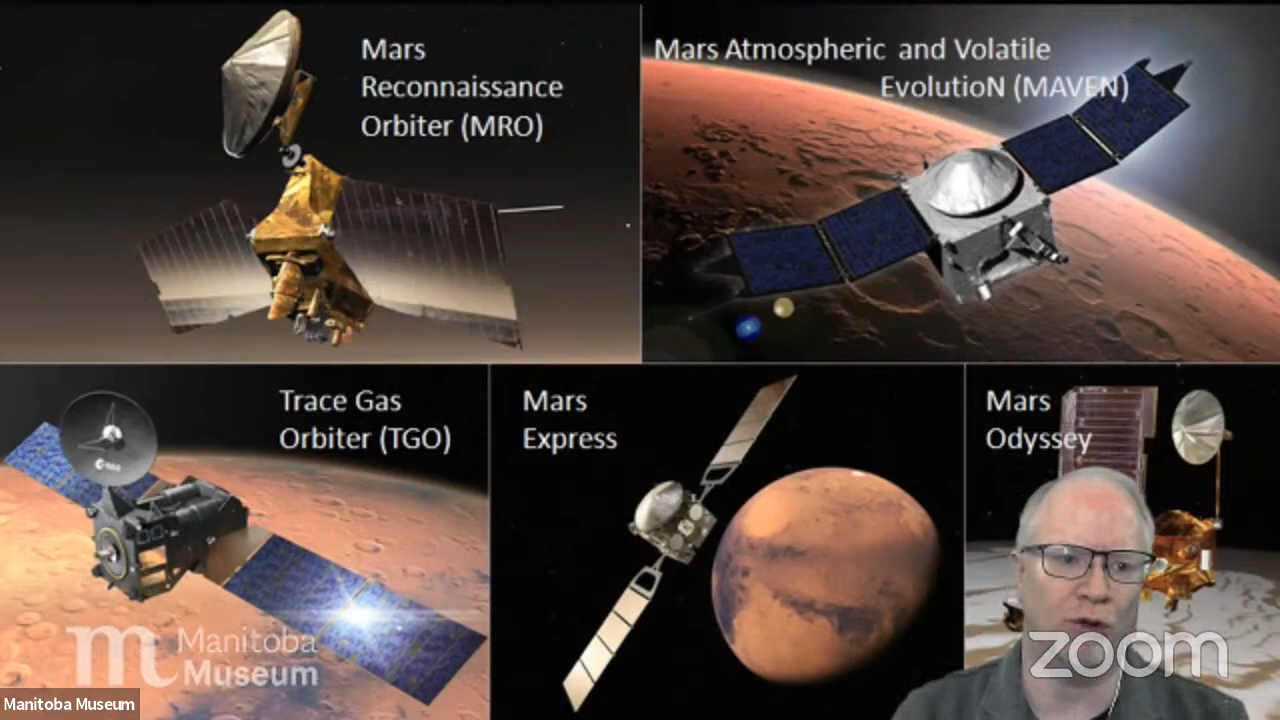 Mars
Reconnaissance
Orbiter (MRO)
Mars Atmospheric and Volatile
EvolutioN (MAVEN)
Trace Gas
Orbiter (TGO)
Mars
Express
Mars
Odyssey
esa
m Manitoba
Museum
zoom
Manitoba Museum